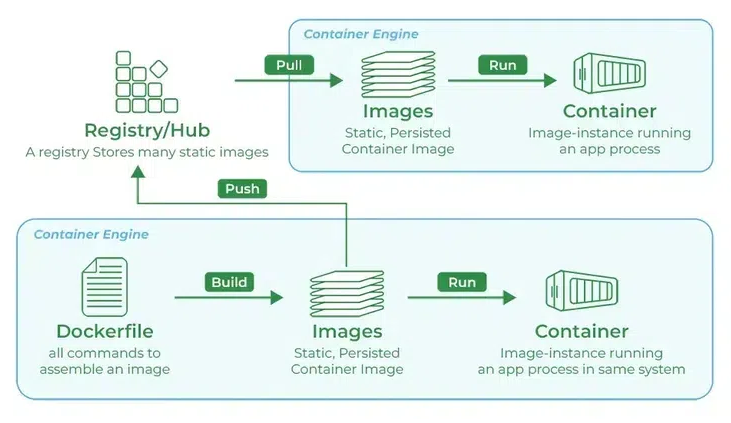 Container Engine
Pull
Run
Images
Static, Persisted
Container Image
Container
Image-instance running
an app process
Registry/Hub
A registry Stores many static images
Push
Container Engine
Build
Run
Dockerfile
all commands to
assemble an image
Images
Static, Persisted
Container Image
Container
Image-instance running
an app process in same system